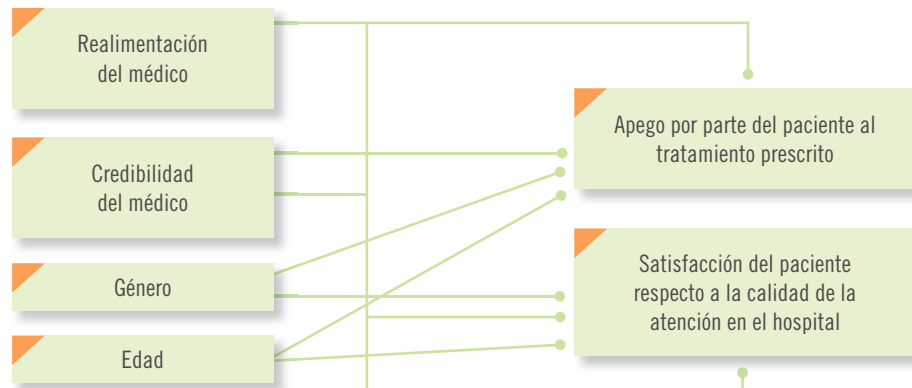 Realimentación
del médico
Credibilidad
del médico
Género
Edad
Apego por parte del paciente al
tratamiento prescrito
Satisfacción del paciente
respecto a la calidad de la
atención en el hospital